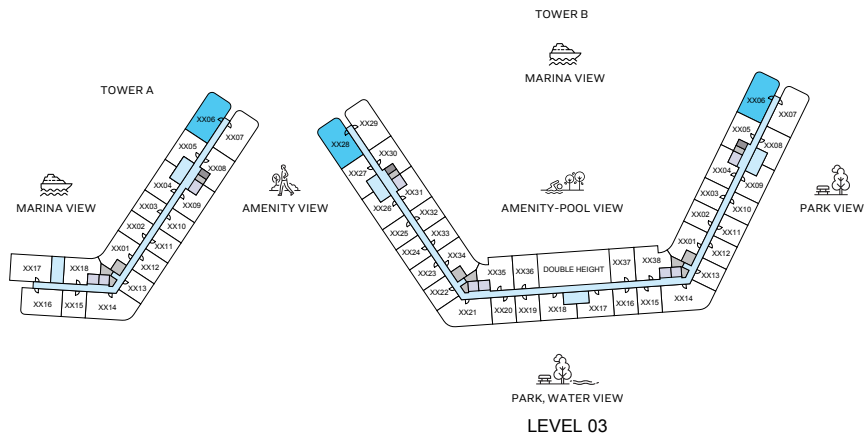 TOWER B
MARINA VIEW
TOWER A
XX06
XX07
XX05
XX08
XX04
XX09
XX03
XX10
XX02
XX11
XX01
XX12
XX18
XX13
XX17
XX16
XX15
XX14
MARINA VIEW
AMENITY VIEW
XX29
XX28
XX30
XX27
XX31
XX26
XX32
XX25
XX33
XX24
XX34
XX23
XX22
XX21
XX35
XX36
DOUBLE HEIGHT
XX37
XX38
XX20
XX19
XX18
XX17
XX16
XX15
XX14
XX06
XX07
XX05
XX08
XX04
XX09
XX03
XX10
XX02
XX11
XX01
XX12
XX13
AMENITY-POOL VIEW
PARK VIEW
PARK, WATER VIEW
LEVEL 03